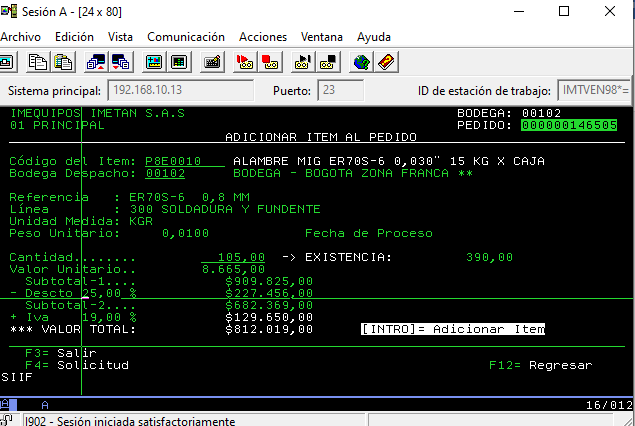 Sesión A - [24 x 80]
Archivo Edición Vista Comunicación Acciones Ventana Ayuda
Sistema principal: 192.168.10.13 Puerto: 23 ID de estación de trabajo: IMTVEN98*=
IMEQUIPOS IMETAN S.A.S BODEGA: 00102
01 PRINCIPAL PEDIDO: 000000146505
ADICIONAR ITEM AL PEDIDO
Código del Item: P8E0010 ALAMBRE MIG ER70S-6 0,030" 15 KG X CAJA
Bodega Despacho: 00102 BODEGA - BOGOTA ZONA FRANCA **
Referencia : ER70S-6 0,8 MM
Línea : 300 SOLDADURA Y FUNDENTE
Unidad Medida: KGR
Peso Unitario: 0,0100 Fecha de Proceso
Cantidad........ 105,00 -> EXISTENCIA: 390,00
Valor Unitario.. 8.665,00
Subtotal-1.... $909.825,00
- Descto 25,00 % $227.456,00
Subtotal-2.... $682.369,00
+ Iva 19,00 % $129.650,00
*** VALOR TOTAL: $812.019,00 [INTRO]= Adicionar Item
F3= Salir
F4= Solicitud F12= Regresar
SIIF
A A 16/012
I902 - Sesión iniciada satisfactoriamente